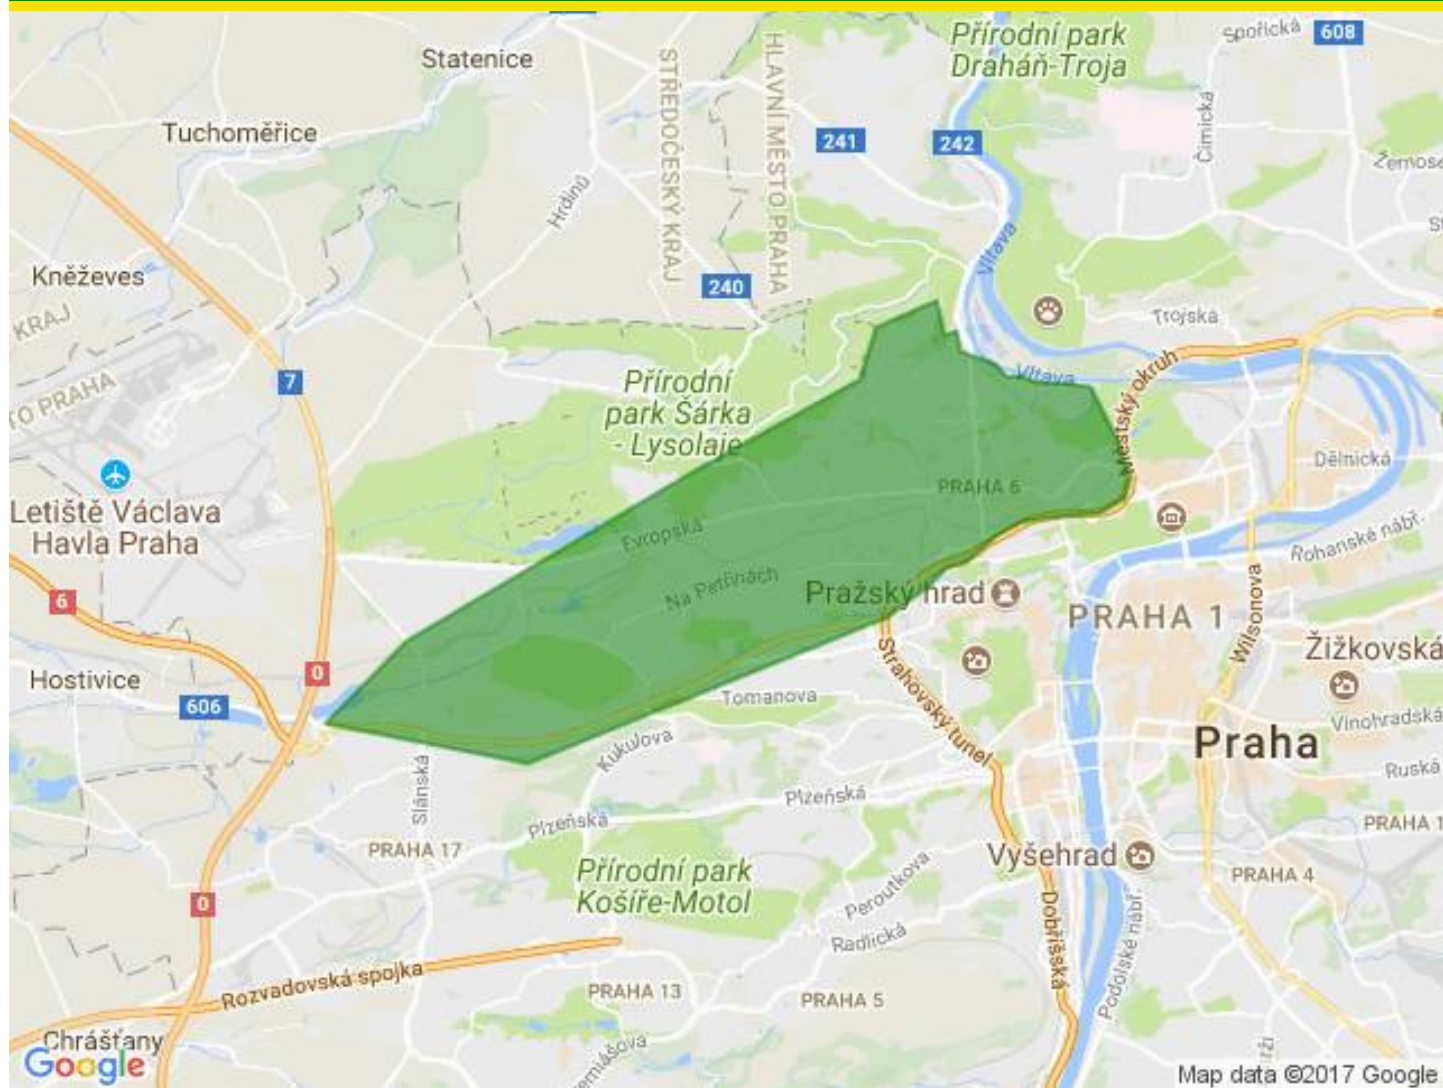 Přírodní park
Draháň-Troja
Spořická
608
Statenice
STŘEDOČESKÝ KRAJ
HLAVNÍ MĚSTO PRAHA
Tuchoměřice
241
242
Čimická
Hrdinů
Vltava
Kněževes
KRAJ
240
Trojská
7
TO PRAHA
Přírodní
park Šárka
- Lysolaje
Vltava
Městský okruh
Dělnická
PRAHA 6
Letiště Václava
Havla Praha
Evropská
Rohanské nábř.
6
Na Petřinách
Pražský hrad
PRAHA 1
Wilsonova
Žižkovská
Hostivice
0
606
Strahovský tunel
Tomanova
Vinohradská
Kukulova
Praha
Ruská
Slánská
Plzeňská
Plzeňská
PRAHA 1
PRAHA 17
Vyšehrad
Přírodní park
Košíře-Motol
PRAHA 4
Peroutkova
0
Radlická
Dobříšská
Podolské nábř.
Rozvadovská spojka
PRAHA 13
PRAHA 5
Chrášťany
Google
Map data ©2017 Google